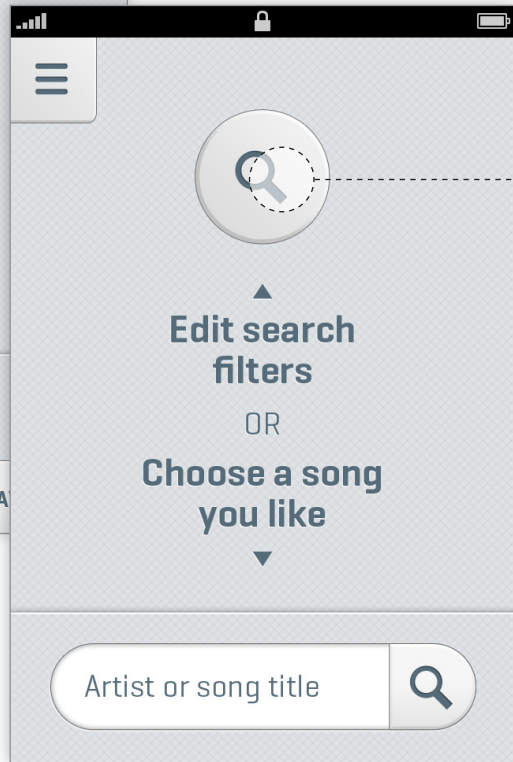 Edit search
filters
OR
Choose a song
you like
Artist or song title